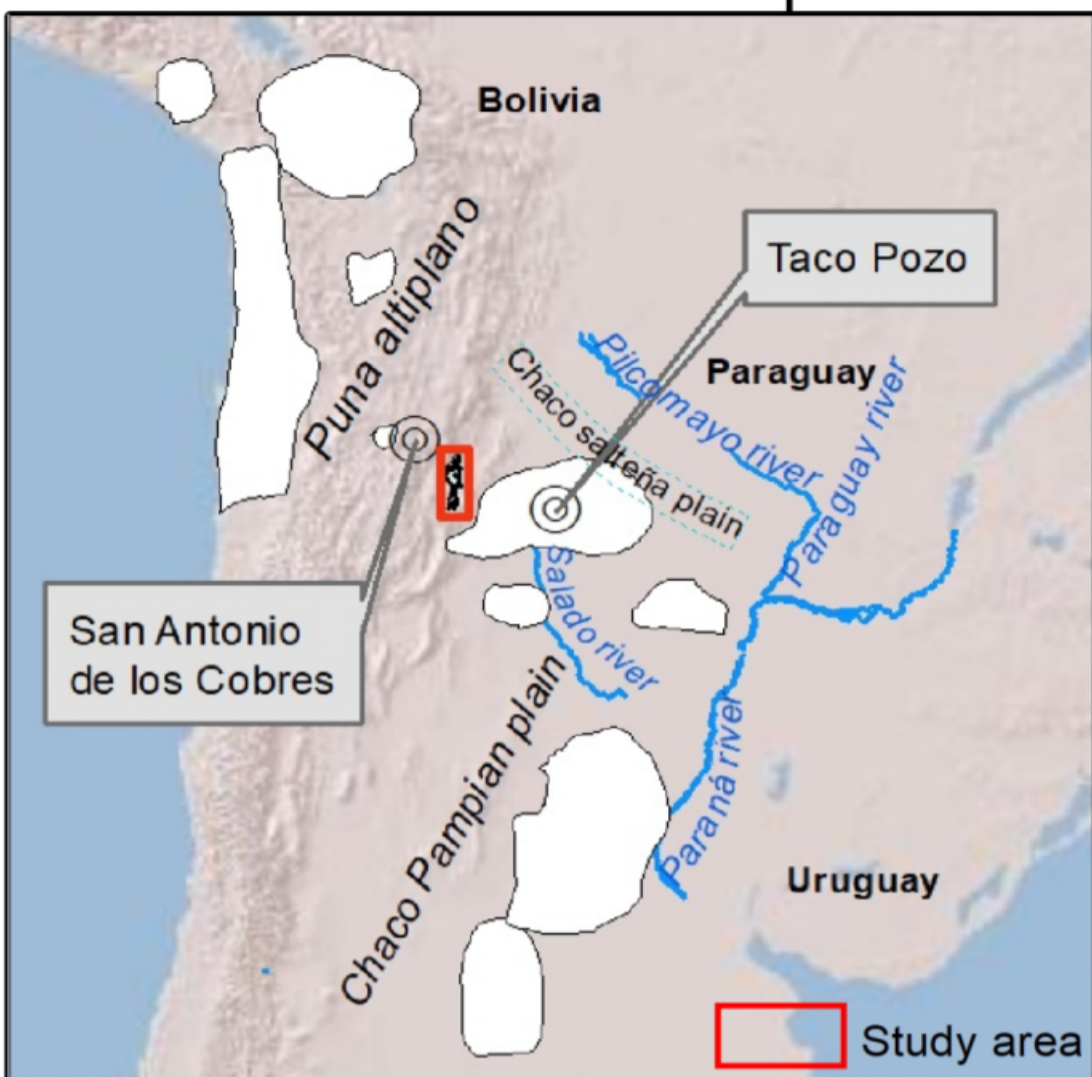 Bolivia
Puna altiplano
Taco Pozo
Pilcomayo river
Paraguay
Chaco salteña plain
Paraguay river
San Antonio
de los Cobres
Salado river
Chaco Pampian plain
Paraná river
Uruguay
Study area